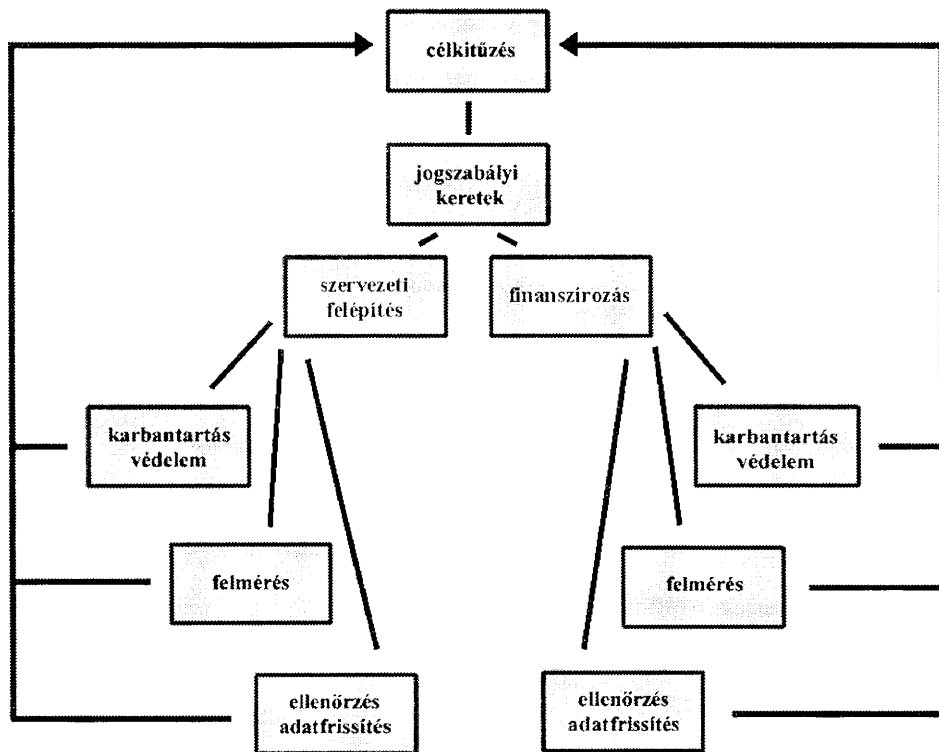 célkitűzés
jogszabályi
keretek
szervezeti
felépítés
finanszírozás
karbantartás
védelem
karbantartás
védelem
felmérés
felmérés
ellenőrzés
adatfrissítés
ellenőrzés
adatfrissítés